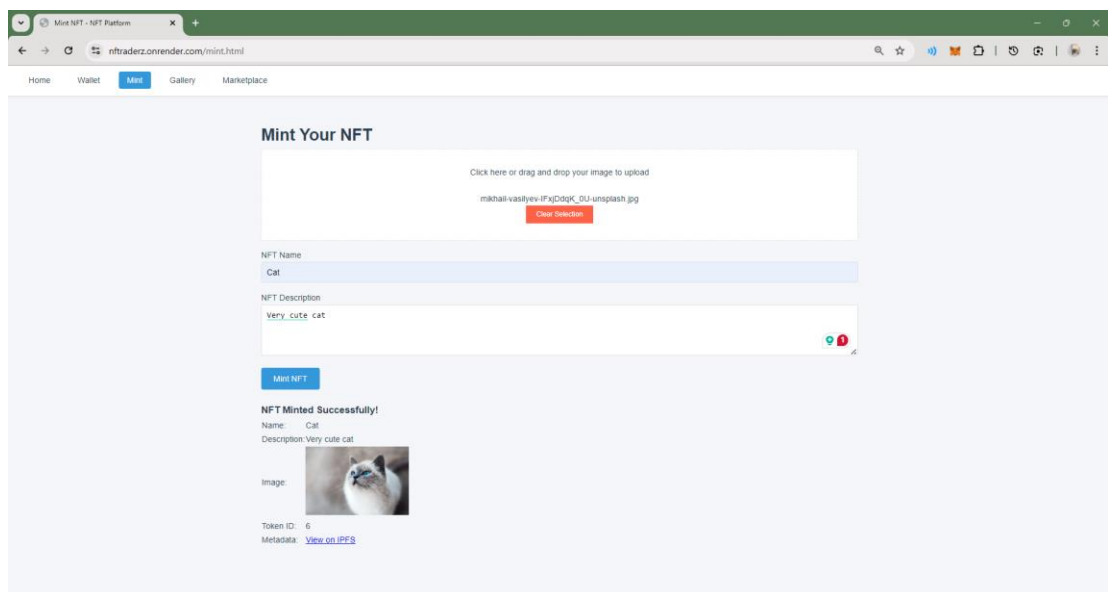 Mint NFT - NFT Platform
nftraderz.onrender.com/mint.html
Home Wallet Mint Gallery Marketplace
Mint Your NFT
Click here or drag and drop your image to upload
mikhail-vasilyev-IFxjDdqK_0U-unsplash.jpg
Clear Selection
NFT Name
Cat
NFT Description
Very cute cat
1
Mint NFT
NFT Minted Successfully!
Name: Cat
Description: Very cute cat
Image:
Token ID: 6
Metadata: View on IPFS